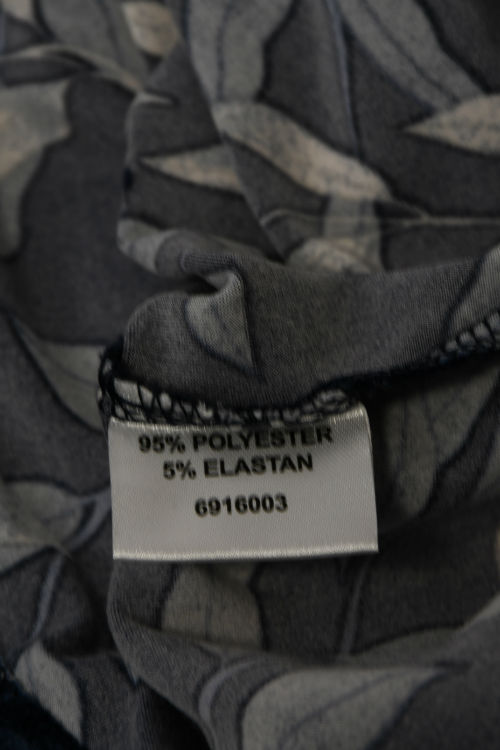 95% POLYESTER
5% ELASTAN
6916003